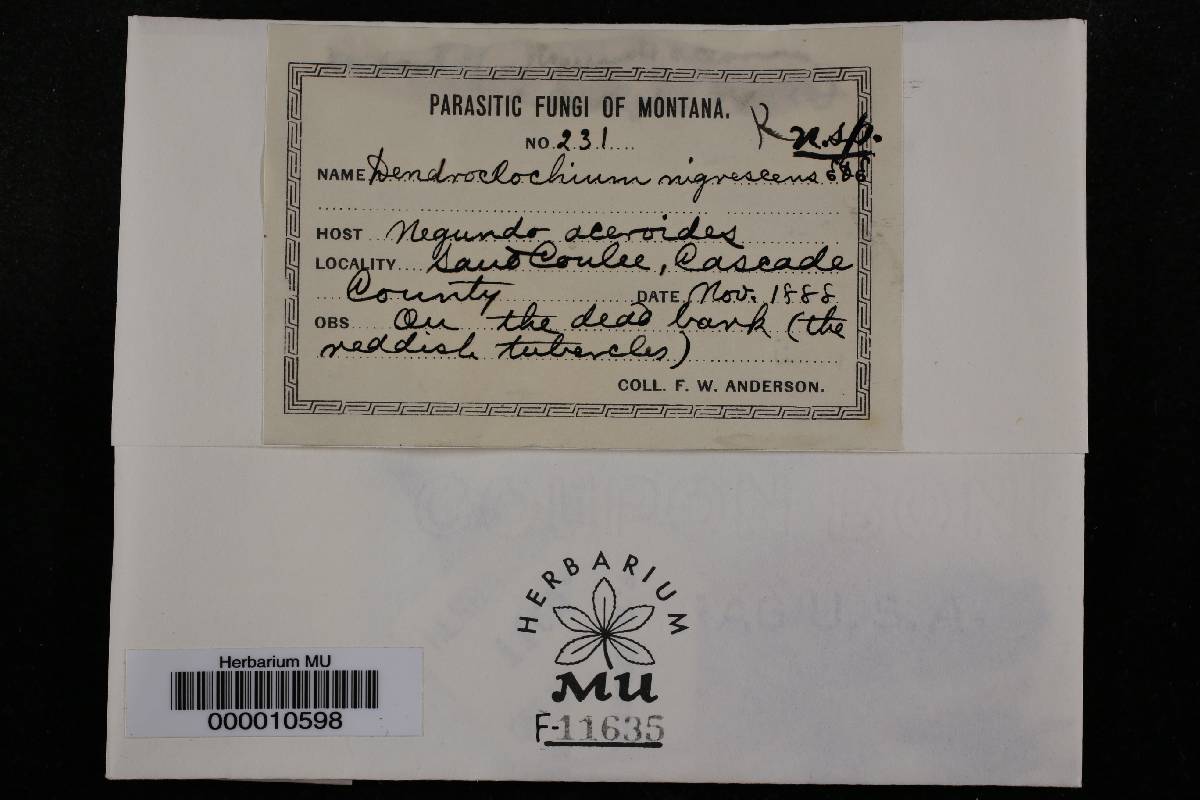 PARASITIC FUNGI OF MONTANA.
R n.sp.
NO. 231
NAME Dendroclochium nigrescens
HOST Negundo aceroides
LOCALITY Sand Coulee, Cascade
County DATE Nov. 1888
OBS On the dead bark (the
reddish tubercles)
COLL. F. W. ANDERSON.
HERBARIUM
MU
F-11635
Herbarium MU
000010598